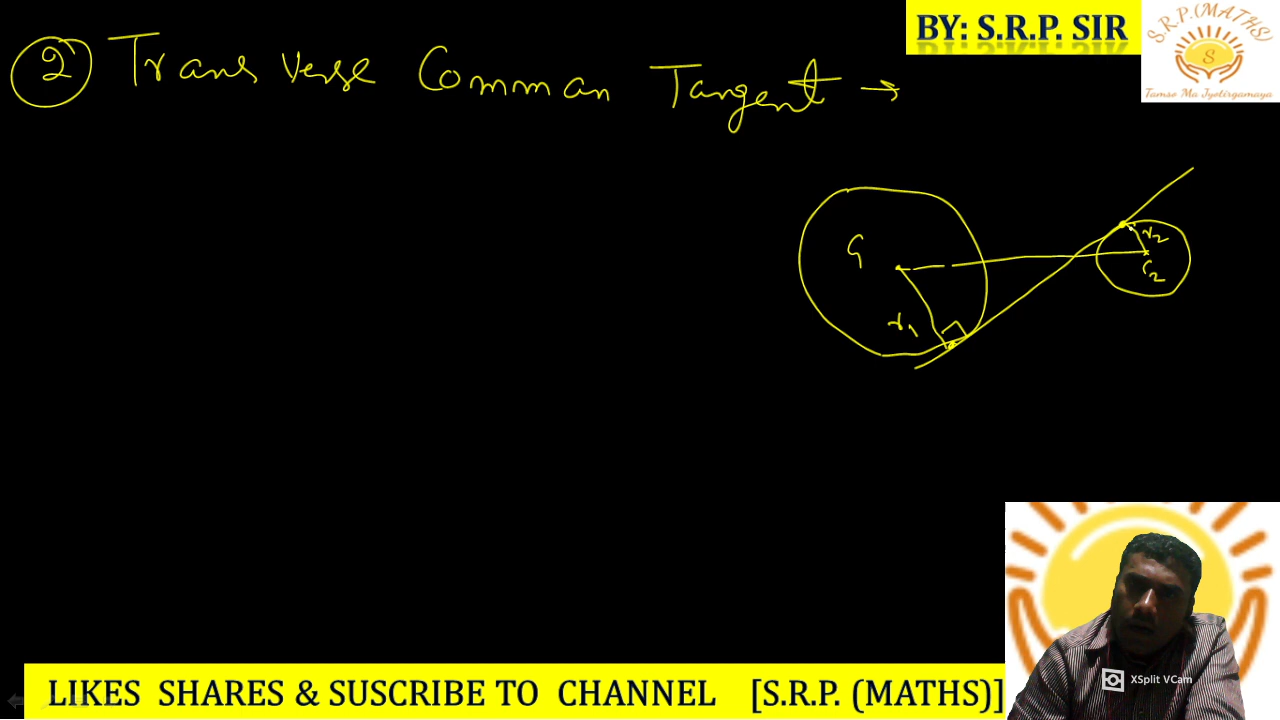 BY: S.R.P. SIR
S.R.P.(MATHS)
S
Tamso Ma Jyotirgamaya
2 Transverse Comman Tangent →
C1
r1
r2
C2
XSplit VCam
LIKES SHARES & SUSCRIBE TO CHANNEL [S.R.P. (MATHS)]